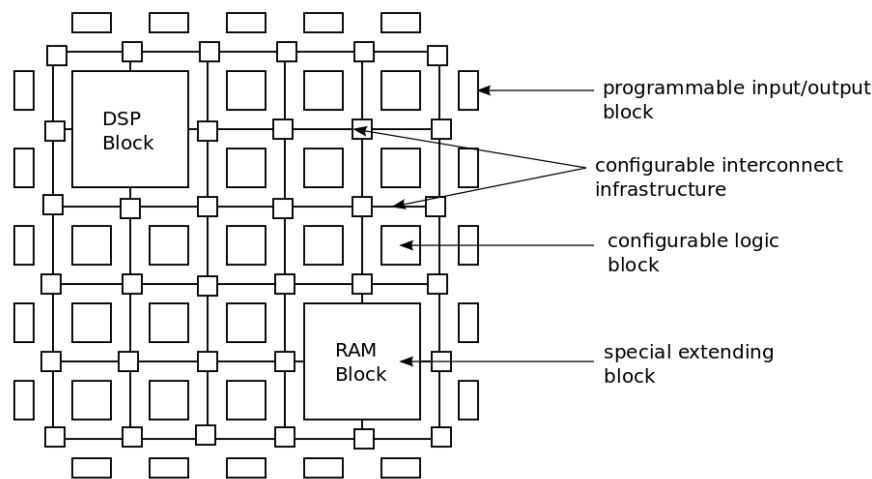 DSP
Block
programmable input/output
block
configurable interconnect
infrastructure
configurable logic
block
RAM
Block
special extending
block